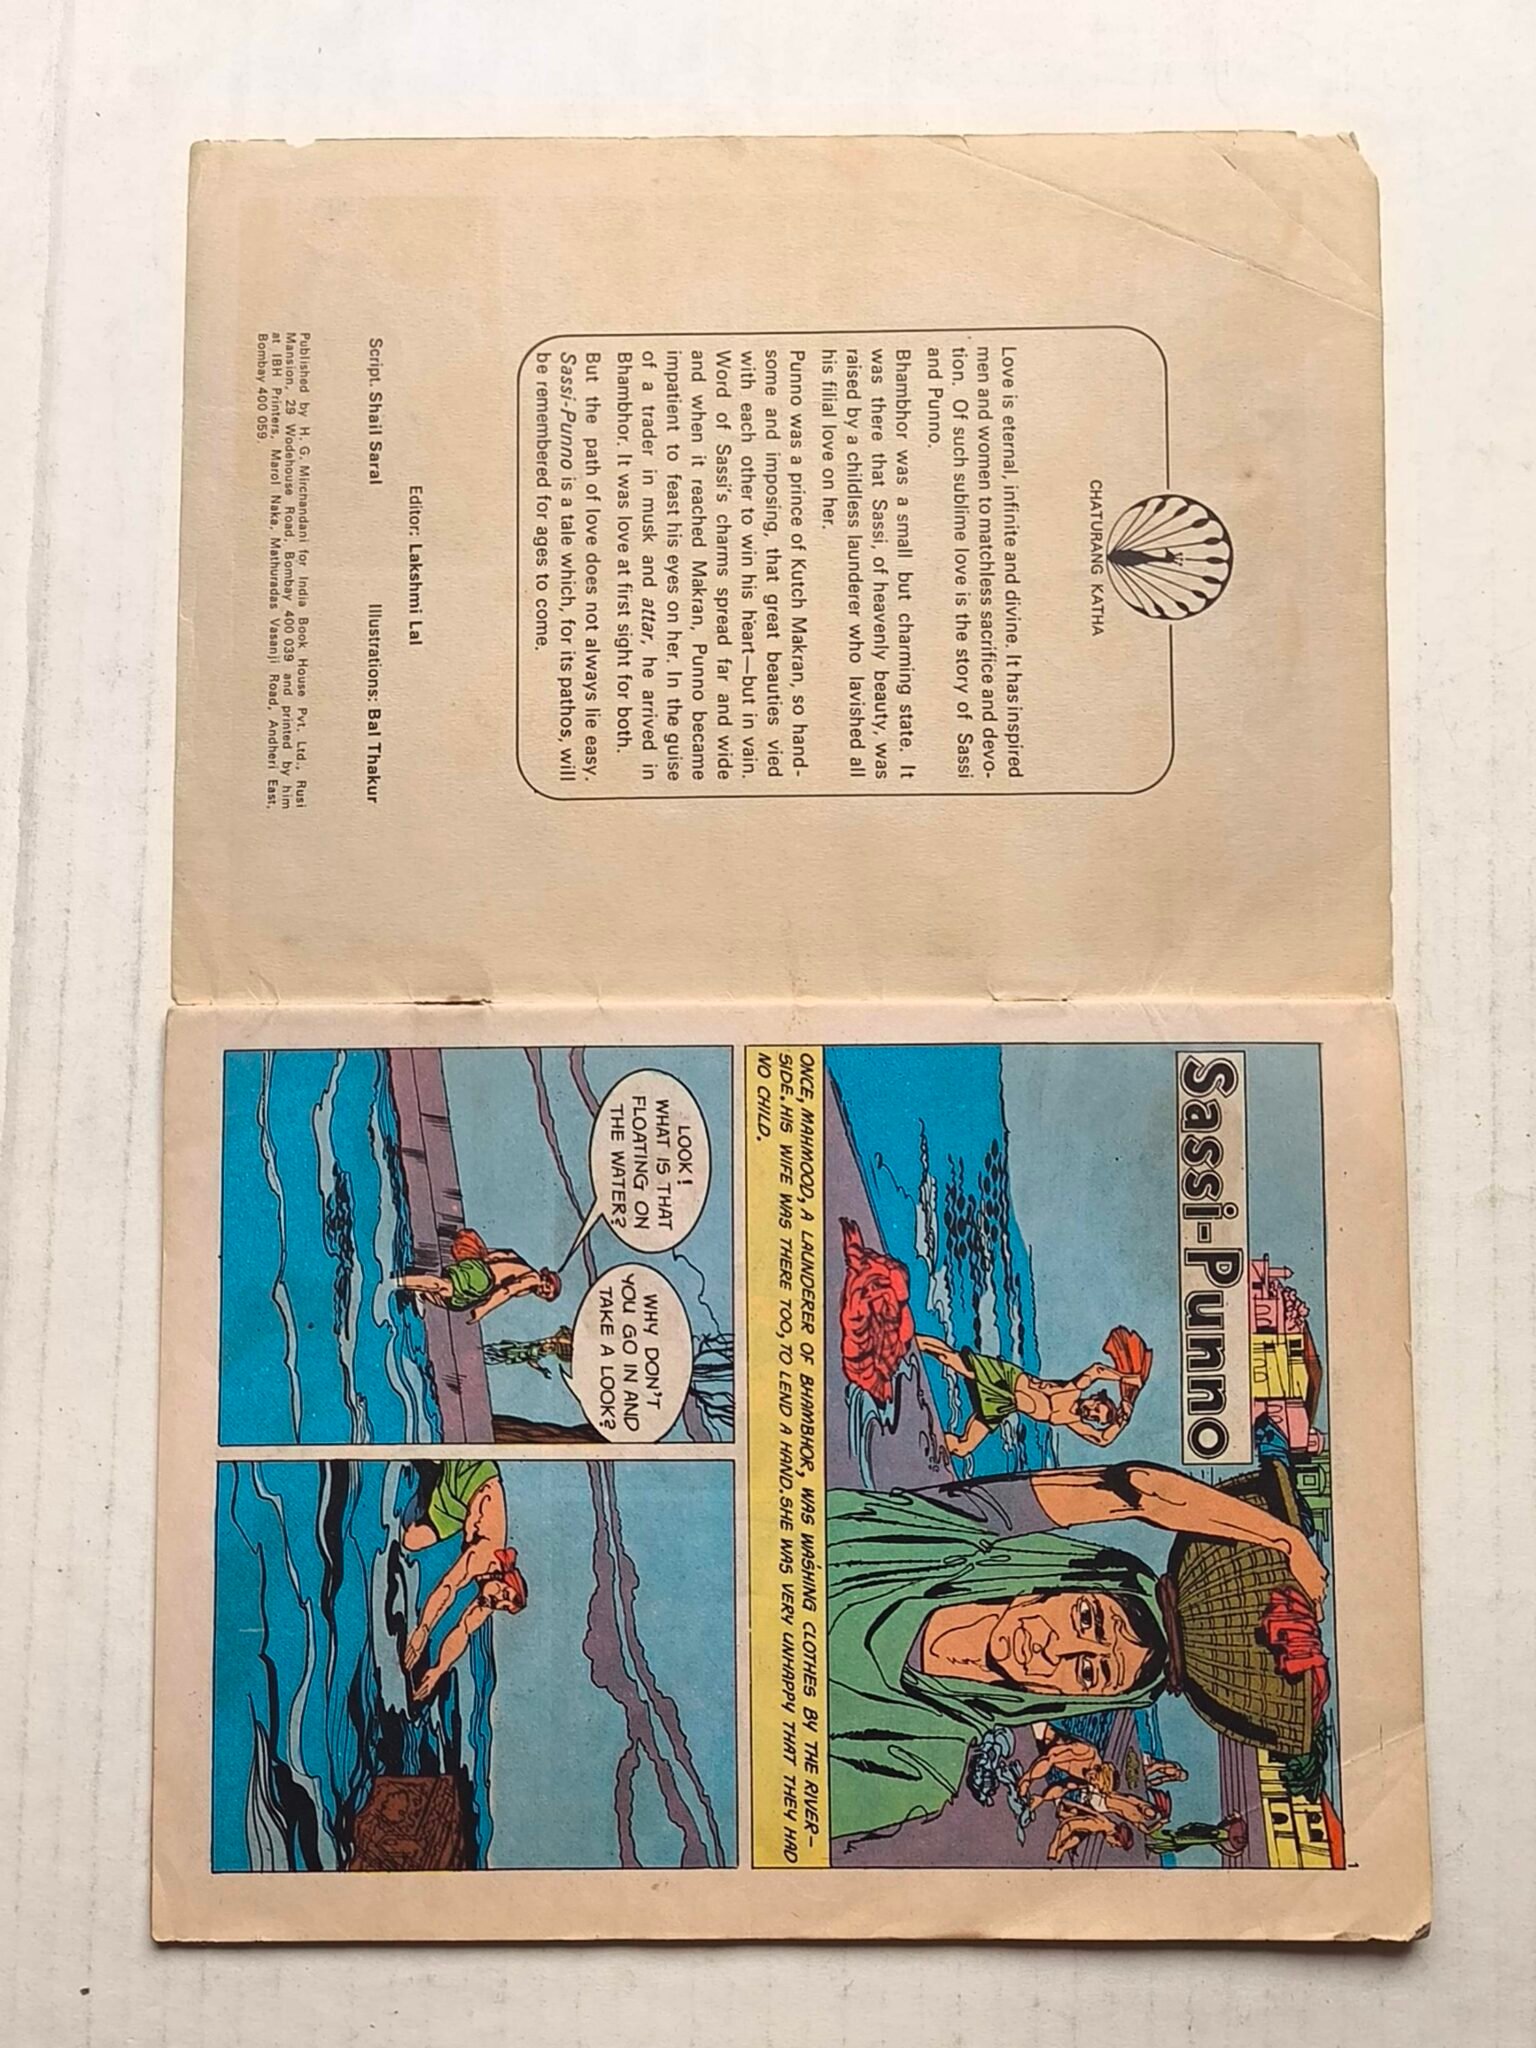 CHATURANG KATHA
Love is eternal, infinite and divine. It has inspired
men and women to matchless sacrifice and devo-
tion. Of such sublime love is the story of Sassi
and Punno.
Bhambhor was a small but charming state. It
was there that Sassi, of heavenly beauty, was
raised by a childless launderer who lavished all
his filial love on her.
Punno was a prince of Kutch Makran, so hand-
some and imposing, that great beauties vied
with each other to win his heart—but in vain.
Word of Sassi's charms spread far and wide
and when it reached Makran, Punno became
impatient to feast his eyes on her. In the guise
of a trader in musk and attar, he arrived in
Bhambhor. It was love at first sight for both.
But the path of love does not always lie easy.
Sassi-Punno is a tale which, for its pathos, will
be remembered for ages to come.
Editor: Lakshmi Lal
Script. Shail Saral Illustrations: Bal Thakur
Published by H. G. Mirchandani for India Book House Pvt. Ltd., Rusi
Mansion, 29 Wodehouse Road, Bombay 400 039 and printed by him
at IBH Printers, Marol Naka, Mathuradas Vasanji Road, Andheri East,
Bombay 400 059.
1
Sassi-Punno
ONCE, MAHMOOD, A LAUNDERER OF BHAMBHOR, WAS WASHING CLOTHES BY THE RIVER-
SIDE. HIS WIFE WAS THERE TOO, TO LEND A HAND. SHE WAS VERY UNHAPPY THAT THEY HAD
NO CHILD.
LOOK!
WHAT IS THAT
FLOATING ON
THE WATER?
WHY DON'T
YOU GO IN AND
TAKE A LOOK?